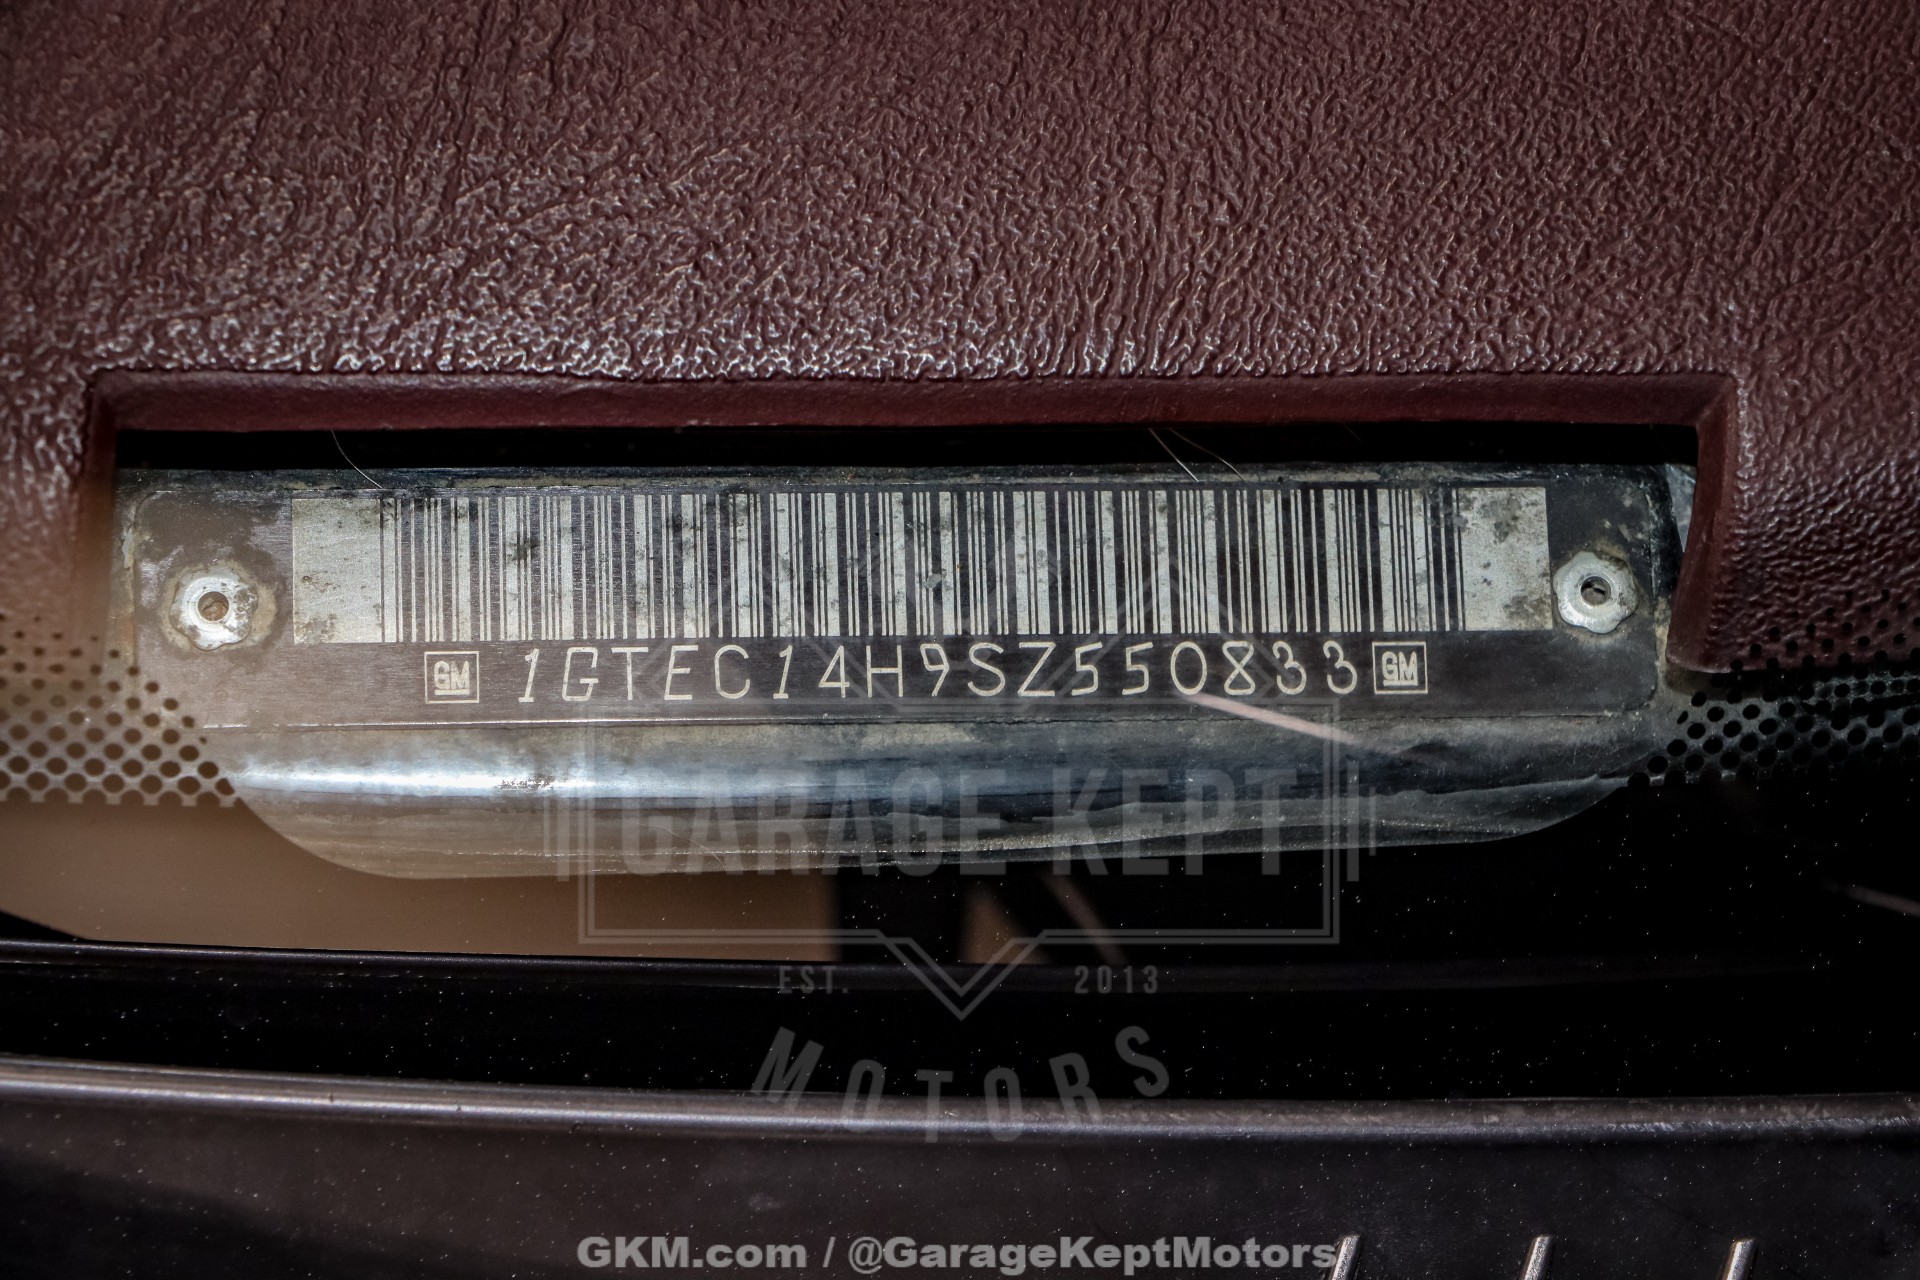 GM 1GTEC14H9SZ550833 GM
GARAGE KEPT
EST. 2013
MOTORS
GKM.com / @GarageKeptMotors